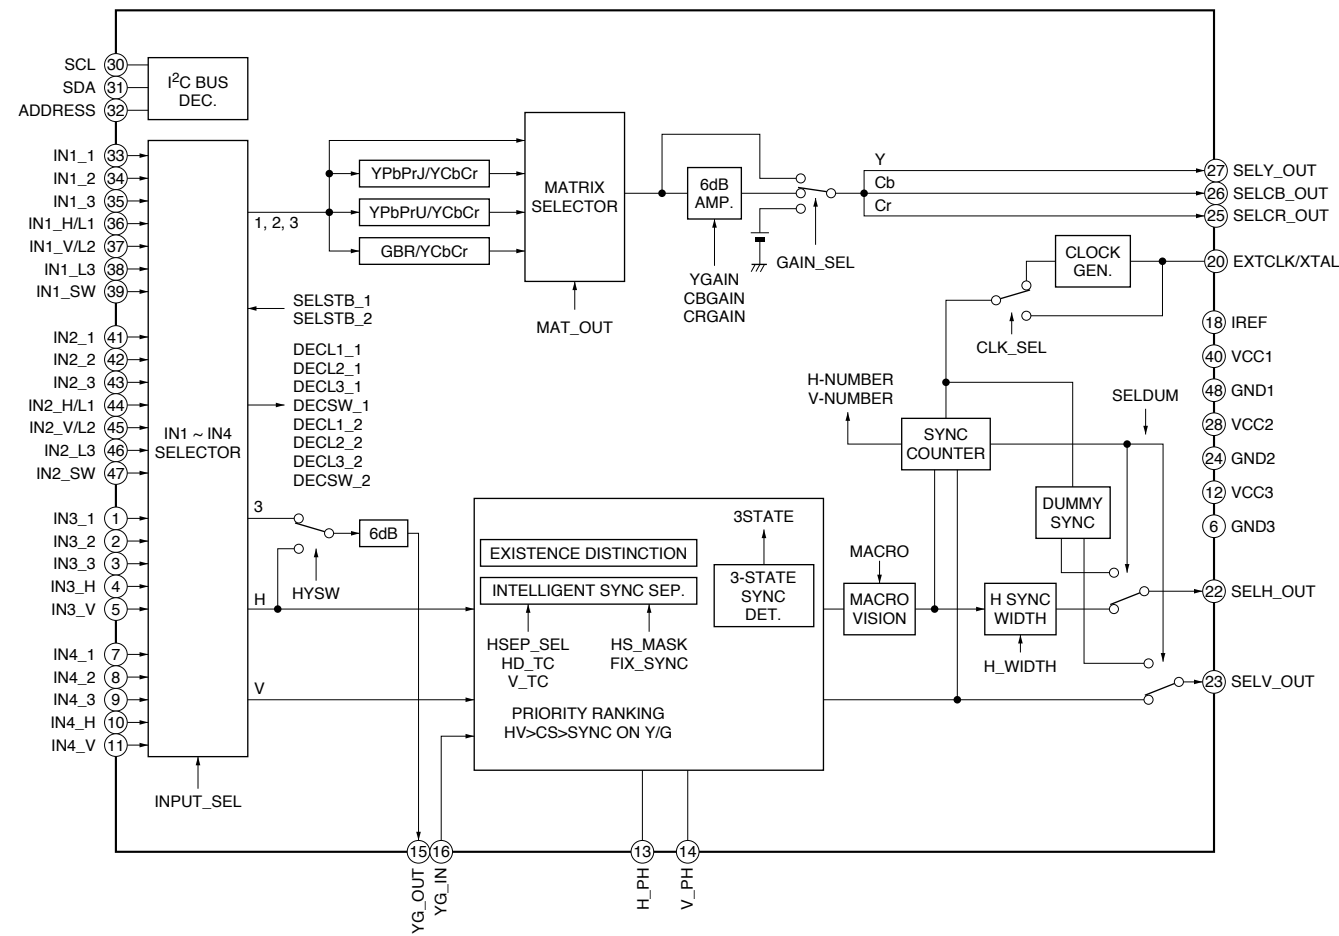 SCL 30
SDA 31
ADDRESS 32
I²C BUS
DEC.
IN1_1 33
IN1_2 34
IN1_3 35
IN1_H/L1 36
IN1_V/L2 37
IN1_L3 38
IN1_SW 39
IN2_1 41
IN2_2 42
IN2_3 43
IN2_H/L1 44
IN2_V/L2 45
IN2_L3 46
IN2_SW 47
IN3_1 1
IN3_2 2
IN3_3 3
IN3_H 4
IN3_V 5
IN4_1 7
IN4_2 8
IN4_3 9
IN4_H 10
IN4_V 11
IN1 ~ IN4
SELECTOR
INPUT_SEL
1, 2, 3
YPbPrJ/YCbCr
YPbPrU/YCbCr
GBR/YCbCr
MATRIX
SELECTOR
MAT_OUT
6dB
AMP.
YGAIN
CBGAIN
CRGAIN
GAIN_SEL
Y
Cb
Cr
27 SELY_OUT
26 SELCB_OUT
25 SELCR_OUT
CLOCK
GEN.
20 EXTCLK/XTAL
CLK_SEL
18 IREF
40 VCC1
48 GND1
28 VCC2
24 GND2
12 VCC3
6 GND3
SELSTB_1
SELSTB_2
DECL1_1
DECL2_1
DECL3_1
DECSW_1
DECL1_2
DECL2_2
DECL3_2
DECSW_2
H-NUMBER
V-NUMBER
SYNC
COUNTER
SELDUM
DUMMY
SYNC
3
6dB
HYSW
H
V
EXISTENCE DISTINCTION
INTELLIGENT SYNC SEP.
HSEP_SEL
HD_TC
V_TC
HS_MASK
FIX_SYNC
3STATE
3-STATE
SYNC
DET.
PRIORITY RANKING
HV>CS>SYNC ON Y/G
MACRO
MACRO
VISION
H SYNC
WIDTH
H_WIDTH
22 SELH_OUT
23 SELV_OUT
15 YG_OUT
16 YG_IN
13 H_PH
14 V_PH